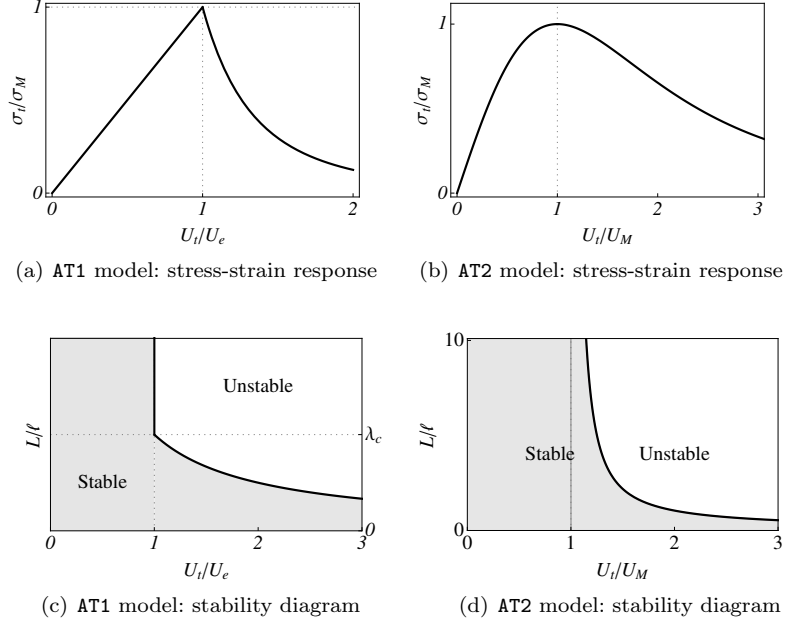 1
σt/σM
0
0
1
2
Ut/Ue
(a) AT1 model: stress-strain response
1
σt/σM
0
0
1
2
3
Ut/UM
(b) AT2 model: stress-strain response
L/ℓ
Unstable
λc
Stable
0
0
1
2
3
Ut/Ue
(c) AT1 model: stability diagram
10
L/ℓ
5
Stable
Unstable
0
0
1
2
3
Ut/UM
(d) AT2 model: stability diagram